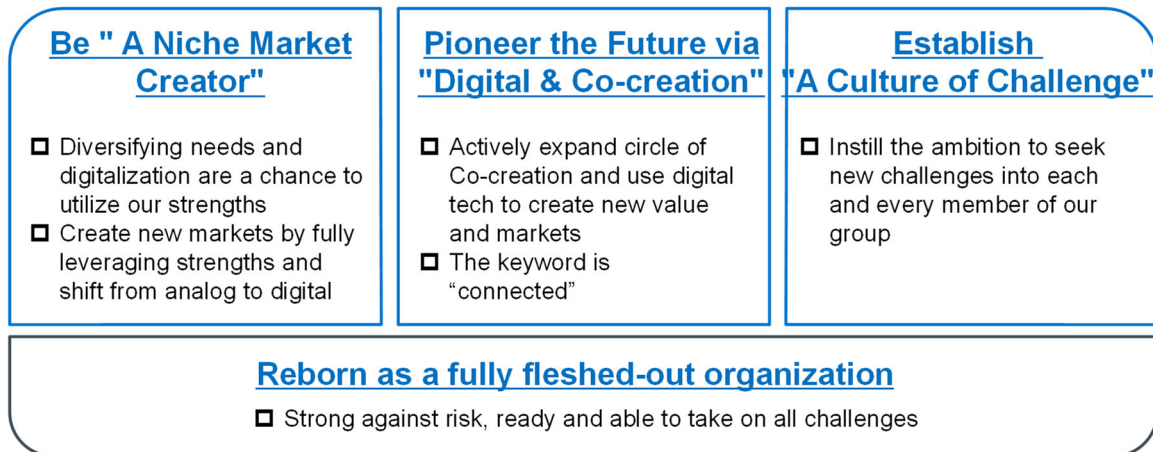 Be " A Niche Market
Creator"
Diversifying needs and
digitalization are a chance to
utilize our strengths
Create new markets by fully
leveraging strengths and
shift from analog to digital
Pioneer the Future via
"Digital & Co-creation"
Actively expand circle of
Co-creation and use digital
tech to create new value
and markets
The keyword is
“connected”
Establish
"A Culture of Challenge"
Instill the ambition to seek
new challenges into each
and every member of our
group
Reborn as a fully fleshed-out organization
Strong against risk, ready and able to take on all challenges